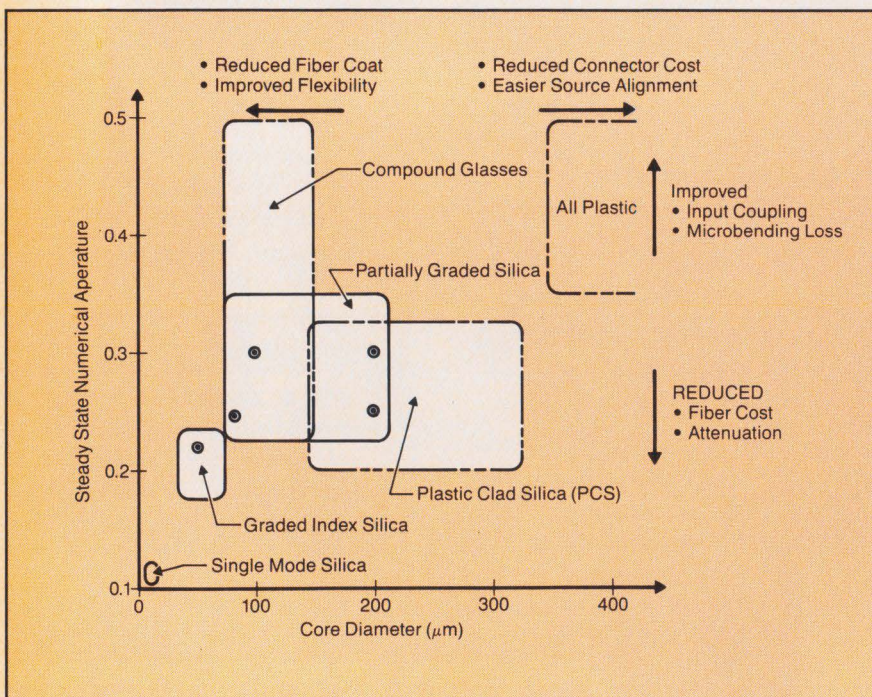 • Reduced Fiber Coat
• Improved Flexibility
• Reduced Connector Cost
• Easier Source Alignment
0.5
0.4
0.3
0.2
0.1
Steady State Numerical Aperature
Compound Glasses
All Plastic
Improved
• Input Coupling
• Microbending Loss
Partially Graded Silica
REDUCED
• Fiber Cost
• Attenuation
Plastic Clad Silica (PCS)
Graded Index Silica
Single Mode Silica
0
100
200
300
400
Core Diameter (μm)